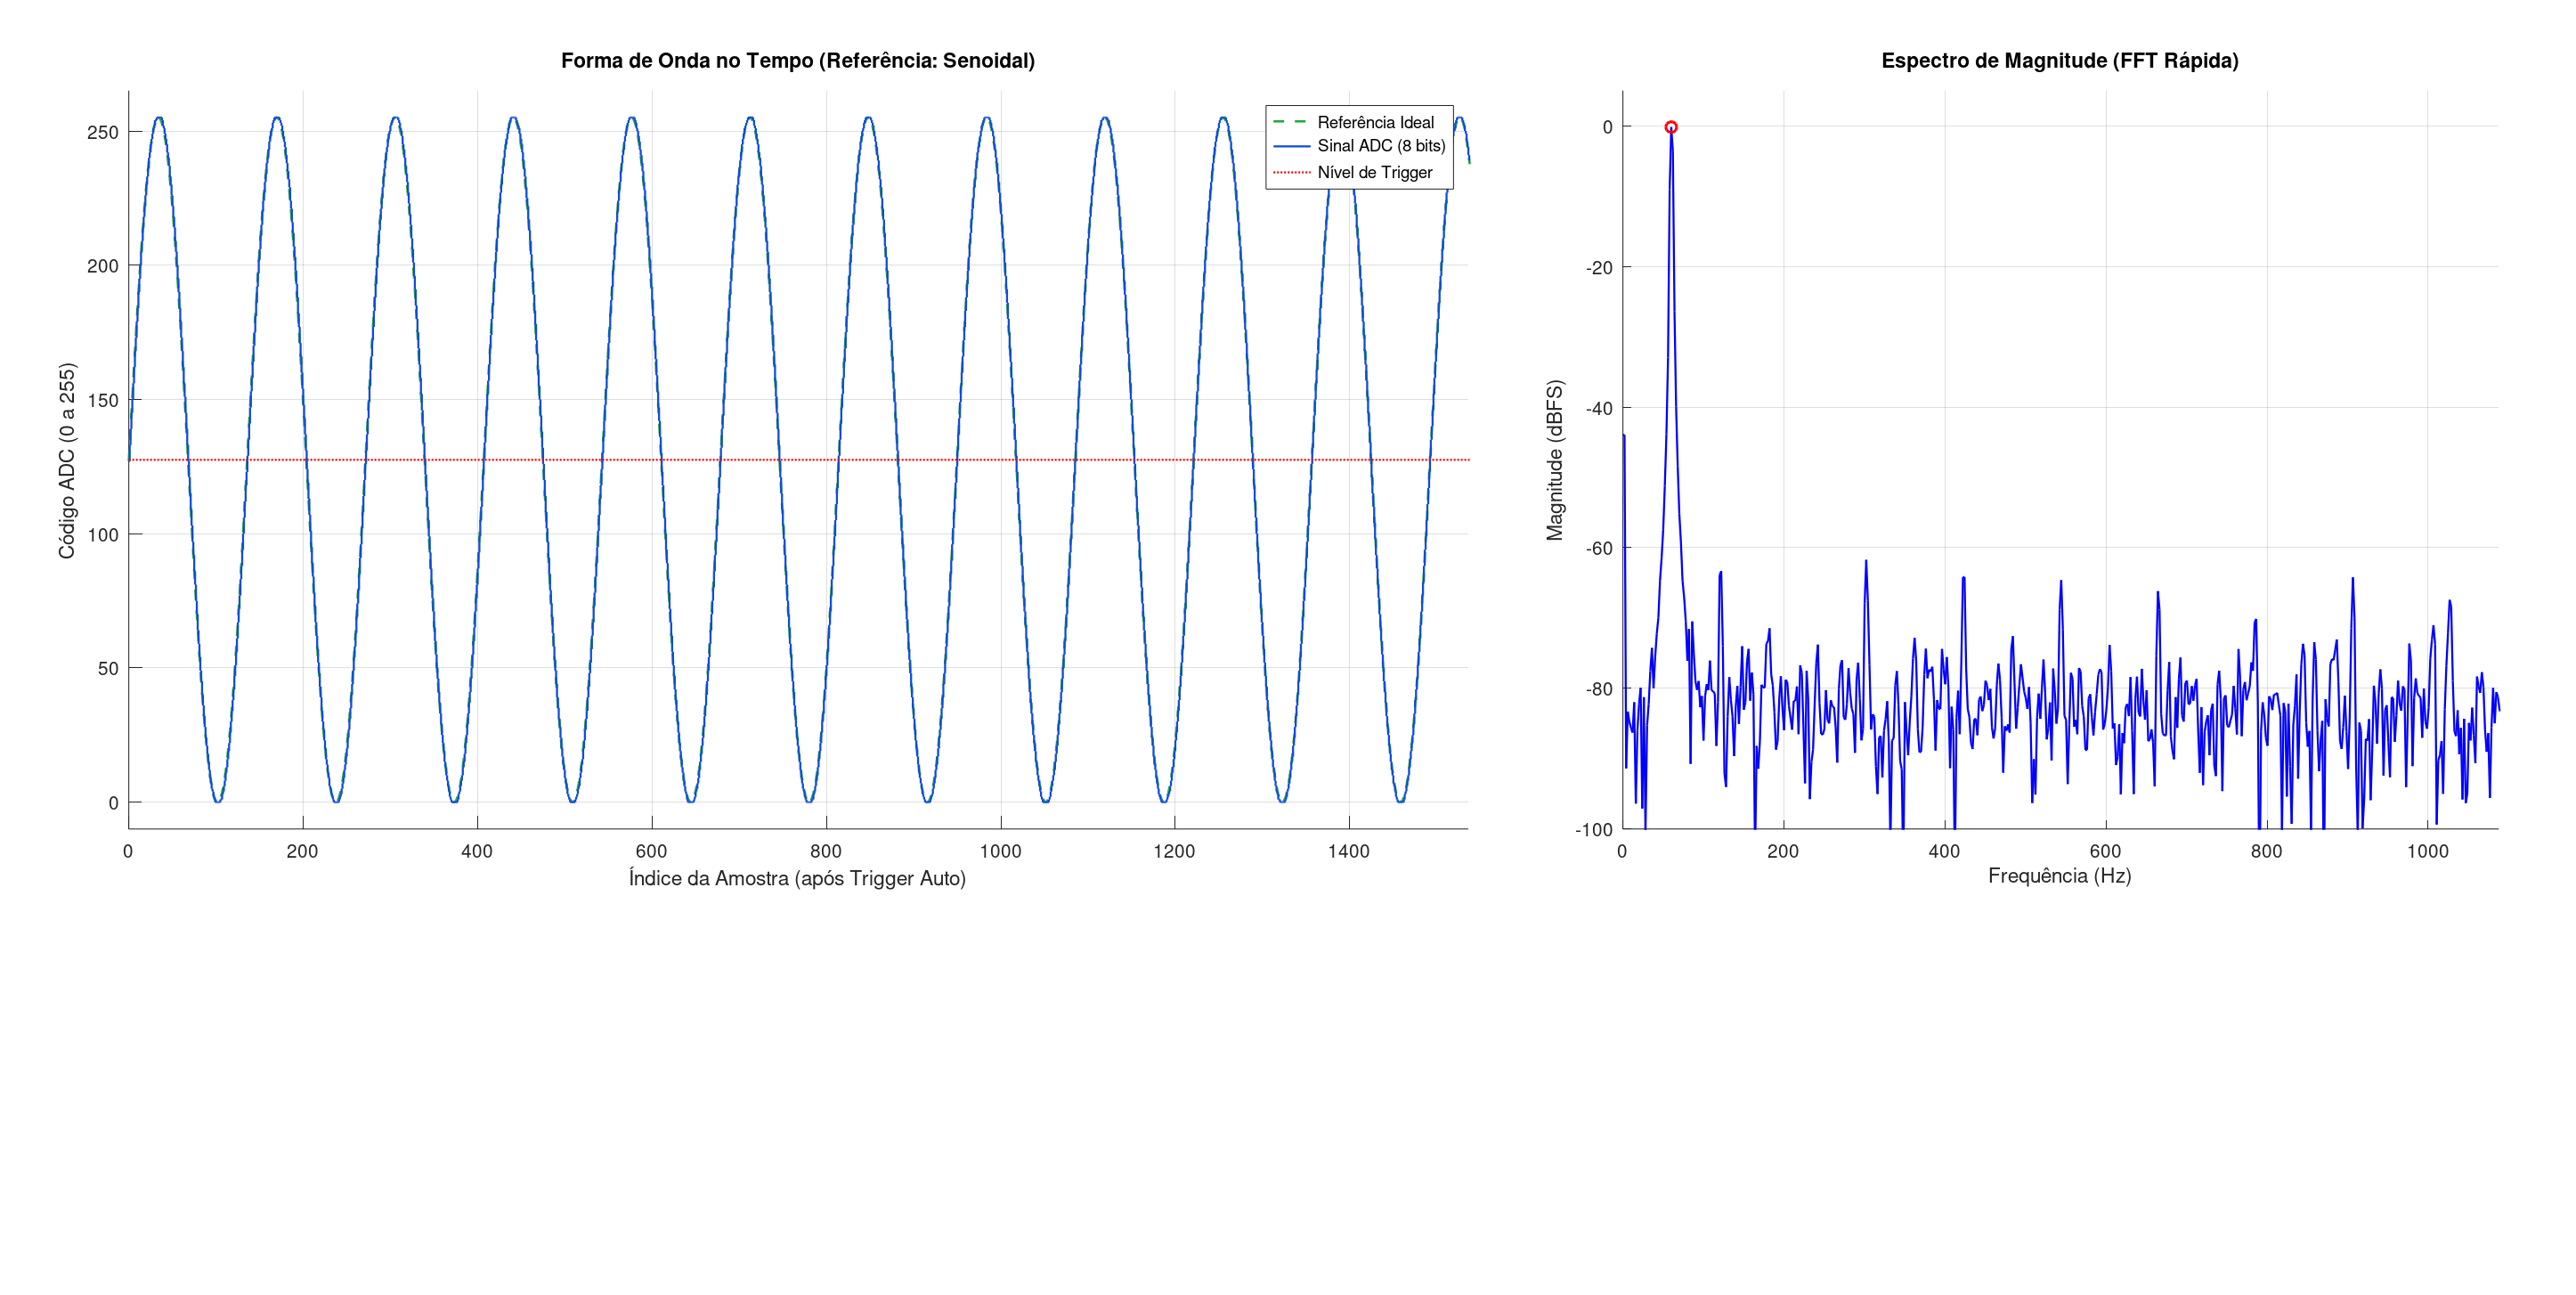 Forma de Onda no Tempo (Referência: Senoidal)
Código ADC (0 a 255)
250
200
150
100
50
0
0 200 400 600 800 1000 1200 1400
Índice da Amostra (após Trigger Auto)
Referência Ideal
Sinal ADC (8 bits)
Nível de Trigger
Espectro de Magnitude (FFT Rápida)
Magnitude (dBFS)
0
-20
-40
-60
-80
-100
0 200 400 600 800 1000
Frequência (Hz)